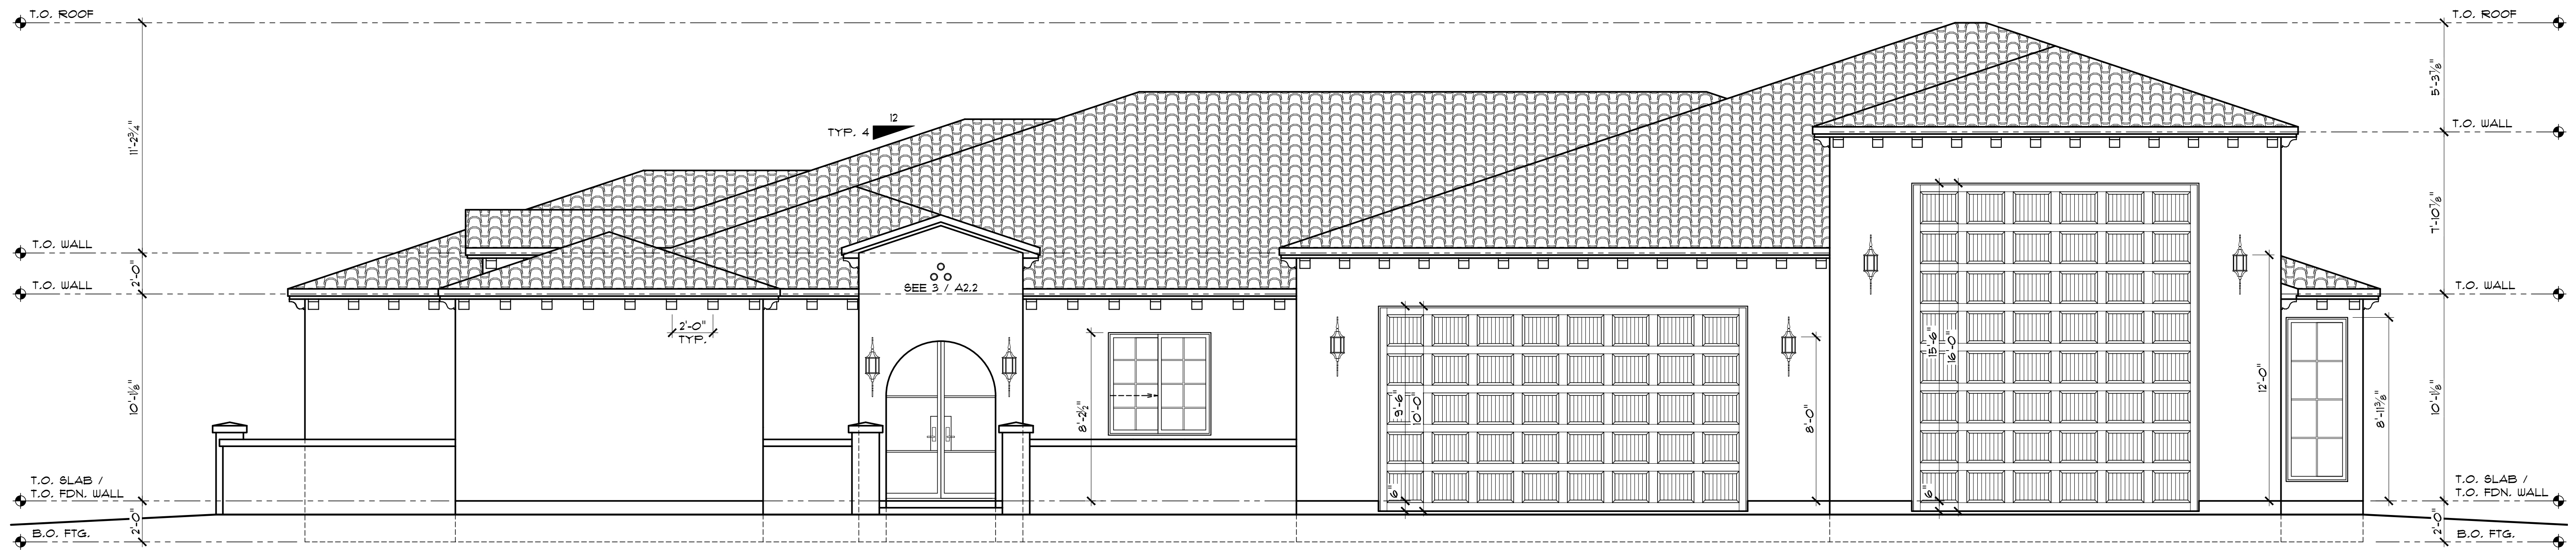 T.O. ROOF
T.O. ROOF
11'-2¾"
12
TYP. 4
5'-3⅞"
T.O. WALL
7'-10⅞"
T.O. WALL
2'-0"
T.O. WALL
T.O. WALL
SEE 3 / A2.2
2'-0"
TYP.
10'-1⅛"
8'-2½"
9'-6"
10'-0"
6"
8'-0"
15'-6"
16'-0"
6"
12'-0"
8'-11⅜"
10'-1⅛"
T.O. SLAB /
T.O. FDN. WALL
T.O. SLAB /
T.O. FDN. WALL
2'-0"
2'-0"
B.O. FTG.
B.O. FTG.